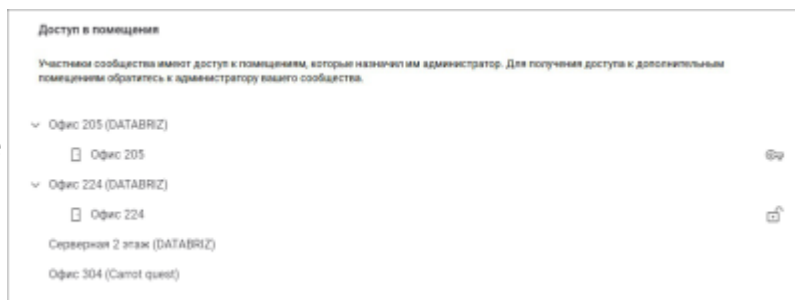 Доступ в помещения
Участники сообщества имеют доступ к помещениям, которые назначил им администратор. Для получения доступа к дополнительным
помещениям обратитесь к администратору вашего сообщества.
Офис 205 (DATABRIZ)
Офис 205
Офис 224 (DATABRIZ)
Офис 224
Серверная 2 этаж (DATABRIZ)
Офис 304 (Carrot quest)